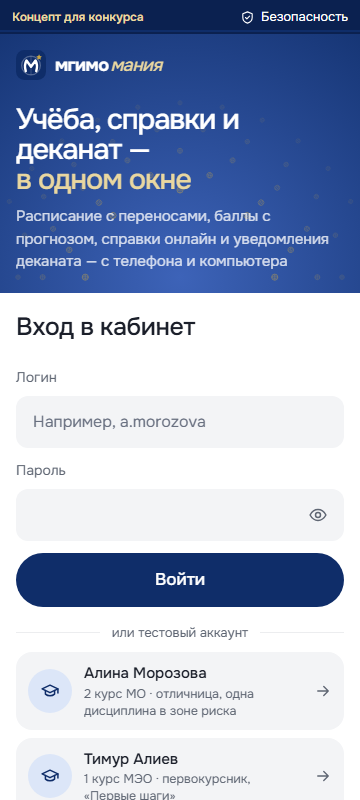 Концепт для конкурса
Безопасность
мгимо мания
Учёба, справки и
деканат —
в одном окне
Расписание с переносами, баллы с
прогнозом, справки онлайн и уведомления
деканата — с телефона и компьютера
Вход в кабинет
Логин
Например, a.morozova
Пароль
Войти
или тестовый аккаунт
Алина Морозова
2 курс МО · отличница, одна
дисциплина в зоне риска
Тимур Алиев
1 курс МЭО · первокурсник,
«Первые шаги»